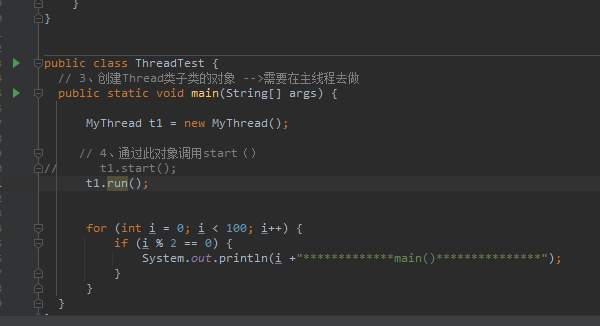 }
}
public class ThreadTest {
// 3、创建Thread类子类的对象 -->需要在主线程去做
public static void main(String[] args) {
MyThread t1 = new MyThread();
// 4、通过此对象调用start（）
// t1.start();
t1.run();
for (int i = 0; i < 100; i++) {
if (i % 2 == 0) {
System.out.println(i +"*************main()***************");
}
}
}